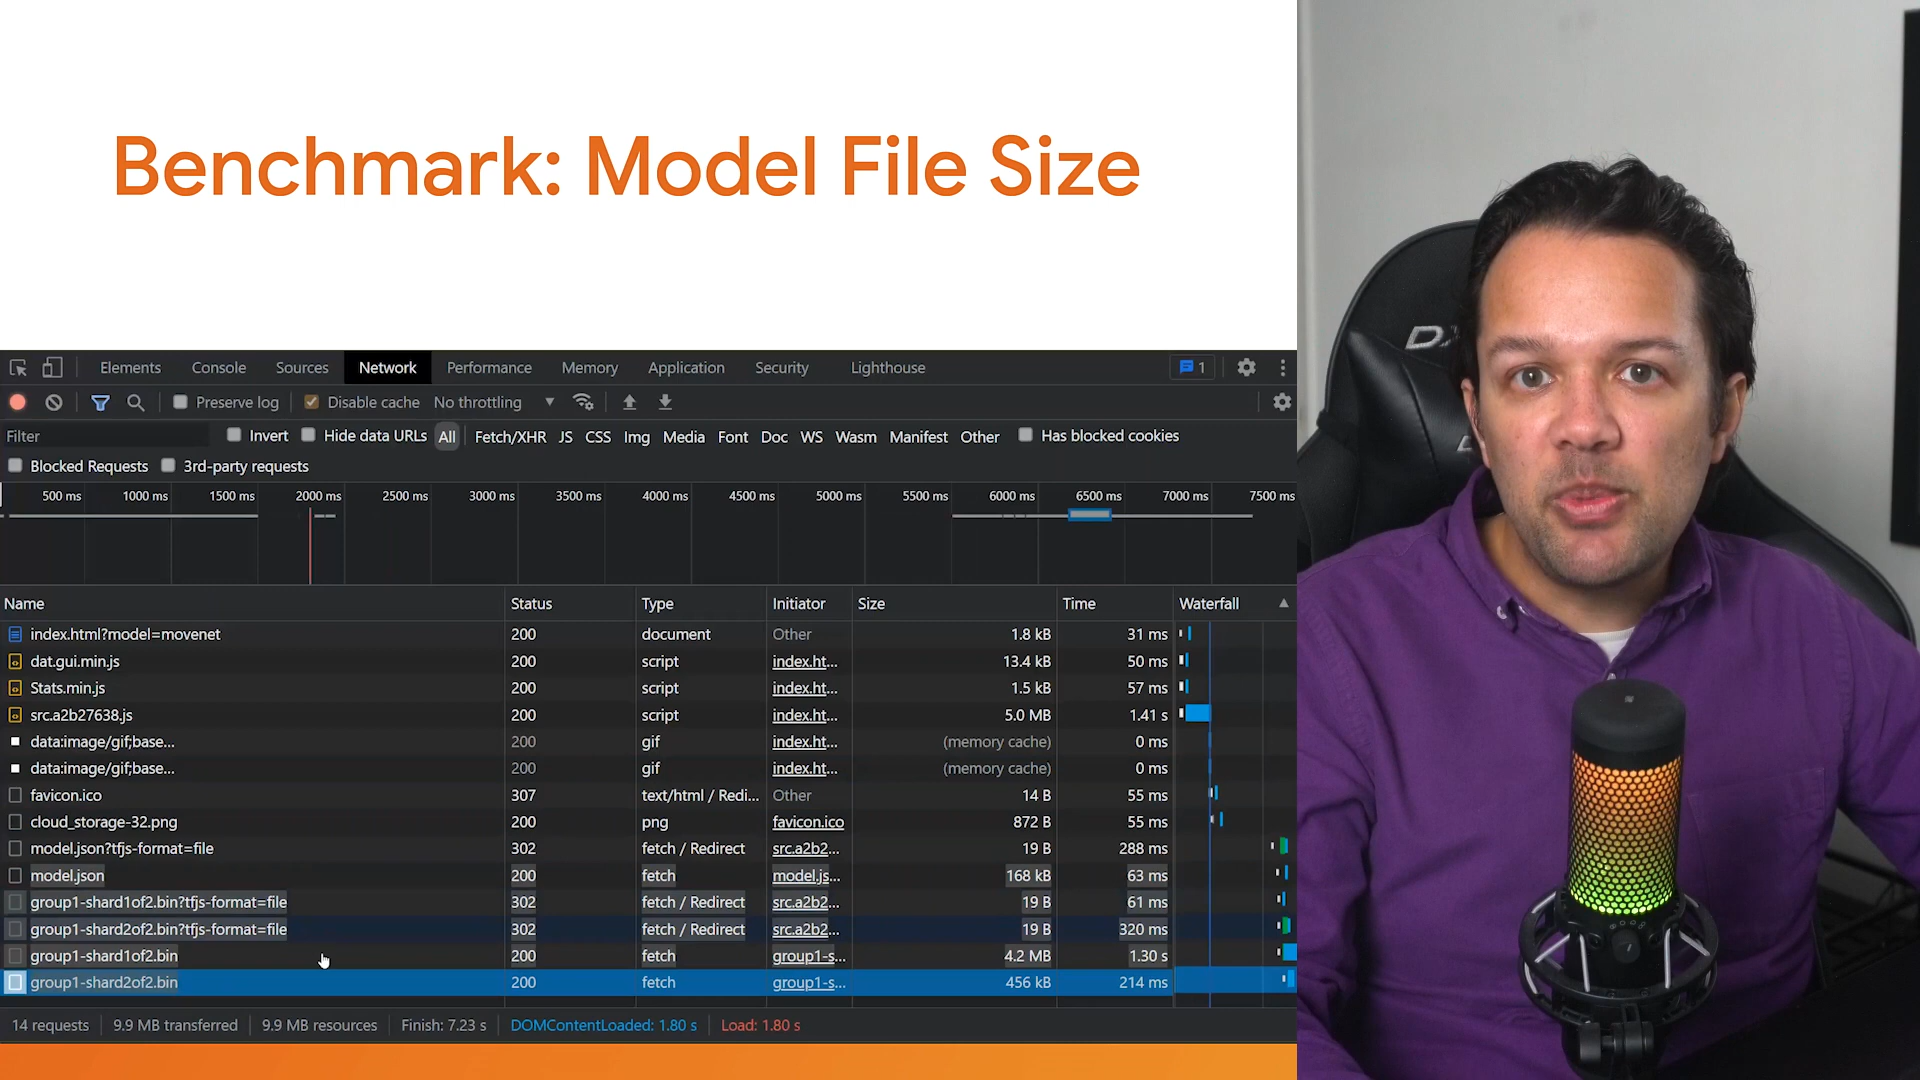 Benchmark: Model File Size
Elements Console Sources Network Performance Memory Application Security Lighthouse 1
Preserve log Disable cache No throttling
Filter Invert Hide data URLs All Fetch/XHR JS CSS Img Media Font Doc WS Wasm Manifest Other Has blocked cookies
Blocked Requests 3rd-party requests
500 ms 1000 ms 1500 ms 2000 ms 2500 ms 3000 ms 3500 ms 4000 ms 4500 ms 5000 ms 5500 ms 6000 ms 6500 ms 7000 ms 7500 ms
Name Status Type Initiator Size Time Waterfall
index.html?model=movenet 200 document Other 1.8 kB 31 ms
dat.gui.min.js 200 script index.ht... 13.4 kB 50 ms
Stats.min.js 200 script index.ht... 1.5 kB 57 ms
src.a2b27638.js 200 script index.ht... 5.0 MB 1.41 s
data:image/gif;base... 200 gif index.ht... (memory cache) 0 ms
data:image/gif;base... 200 gif index.ht... (memory cache) 0 ms
favicon.ico 307 text/html / Redi... Other 14 B 55 ms
cloud_storage-32.png 200 png favicon.ico 872 B 55 ms
model.json?tfjs-format=file 302 fetch / Redirect src.a2b2... 19 B 288 ms
model.json 200 fetch model.js... 168 kB 63 ms
group1-shard1of2.bin?tfjs-format=file 302 fetch / Redirect src.a2b2... 19 B 61 ms
group1-shard2of2.bin?tfjs-format=file 302 fetch / Redirect src.a2b2... 19 B 320 ms
group1-shard1of2.bin 200 fetch group1-s... 4.2 MB 1.30 s
group1-shard2of2.bin 200 fetch group1-s... 456 kB 214 ms
14 requests 9.9 MB transferred 9.9 MB resources Finish: 7.23 s DOMContentLoaded: 1.80 s Load: 1.80 s